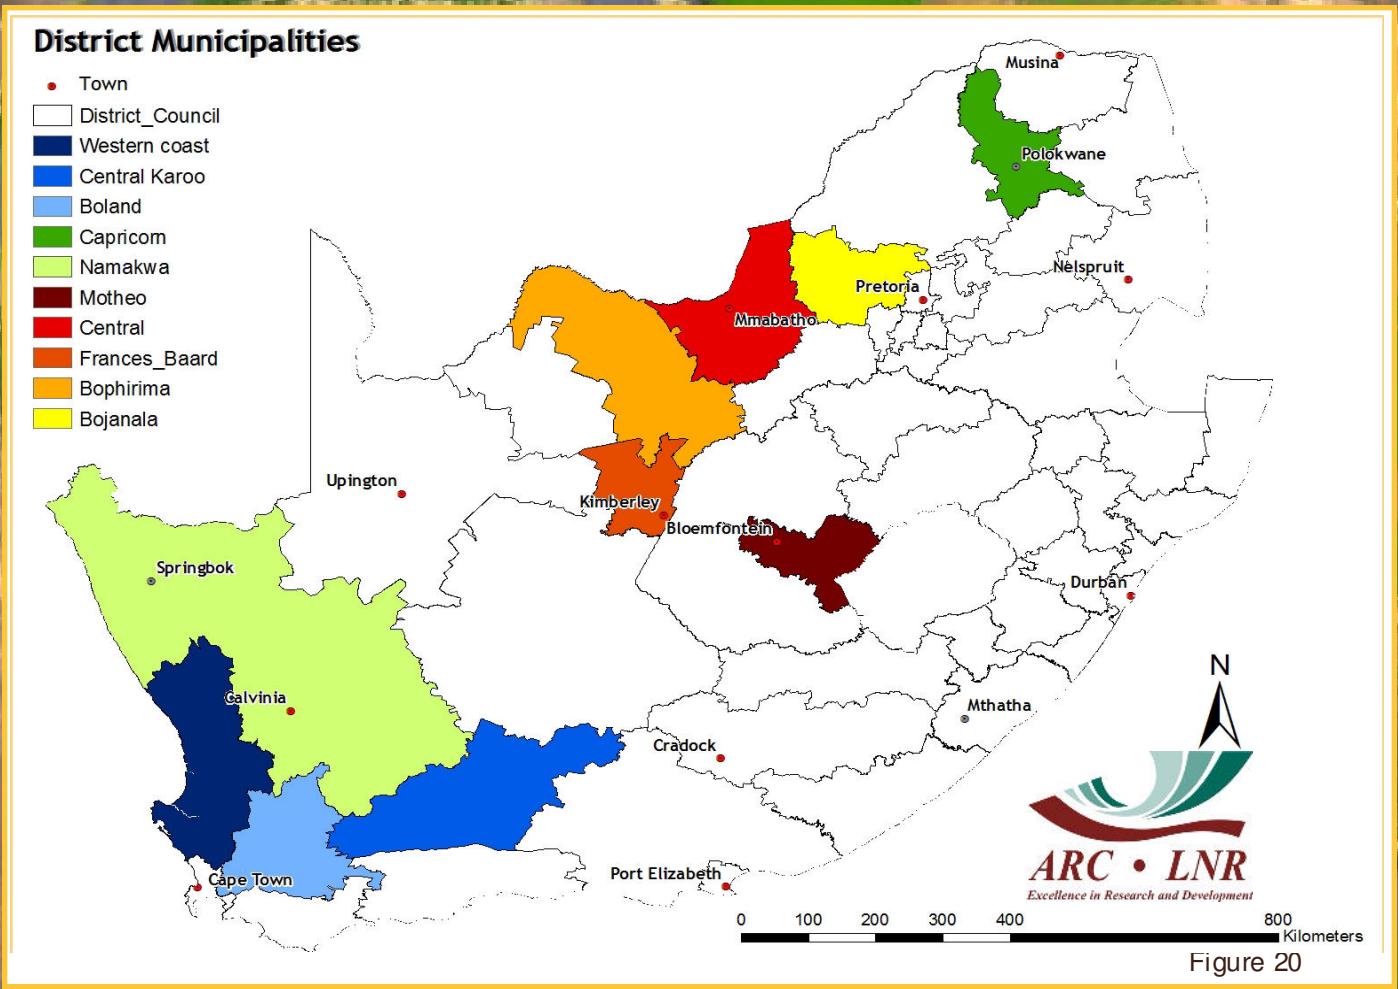 District Municipalities
Town
District_Council
Western coast
Central Karoo
Boland
Capricorn
Namakwa
Motheo
Central
Frances_Baard
Bophirima
Bojanala
Musina
Polokwane
Nelspruit
Pretoria
Mmabatho
Upington
Kimberley
Bloemfontein
Springbok
Durban
Calvinia
Mthatha
Cradock
Port Elizabeth
Cape Town
N
ARC • LNR
Excellence in Research and Development
0 100 200 300 400 800
Kilometers
Figure 20